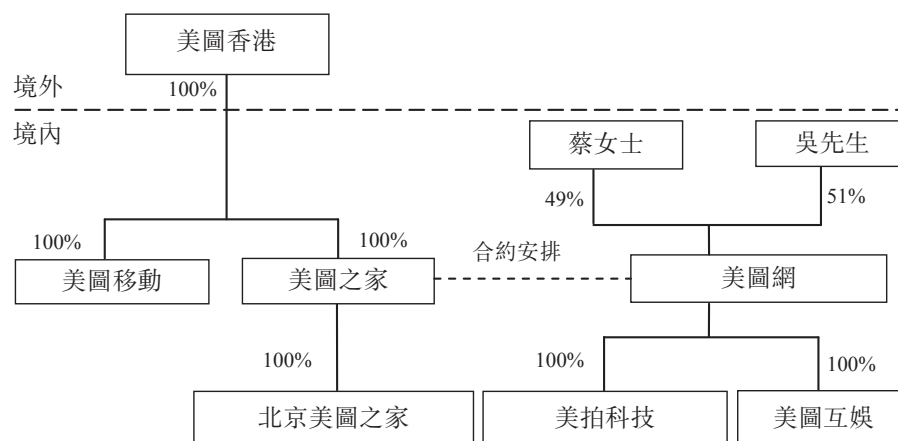 美圖香港
100%
境外
境內
蔡女士
吳先生
49%
51%
100%
100%
合約安排
美圖移動
美圖之家
美圖網
100%
100%
100%
北京美圖之家
美拍科技
美圖互娛